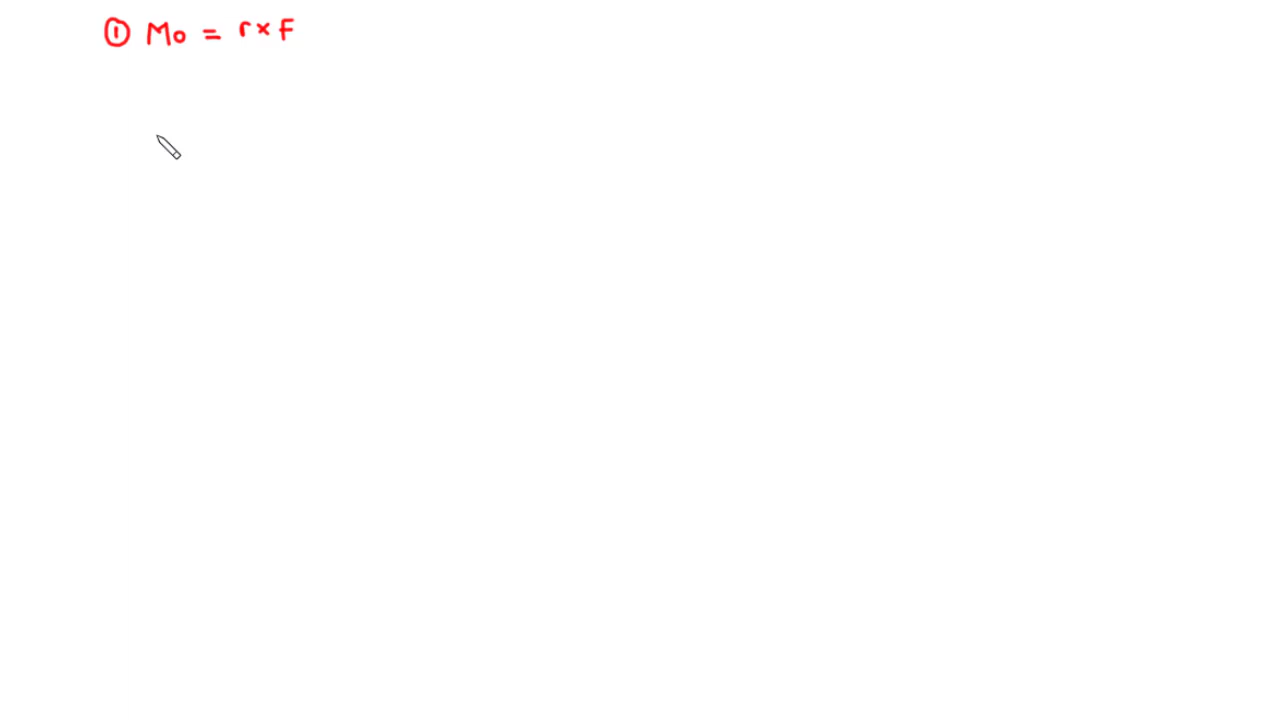 ① Mo = r × F